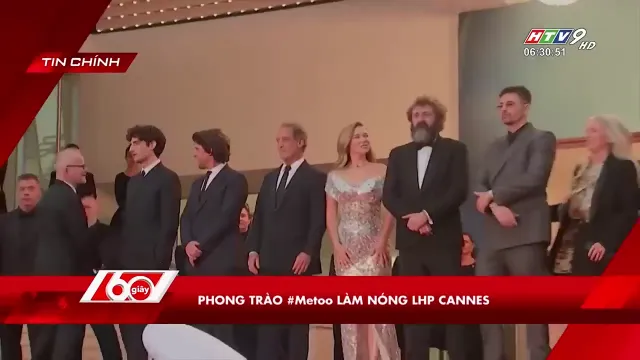 TIN CHÍNH
HTV9 HD
06:30:51
60 giây
PHONG TRÀO #Metoo LÀM NÓNG LHP CANNES